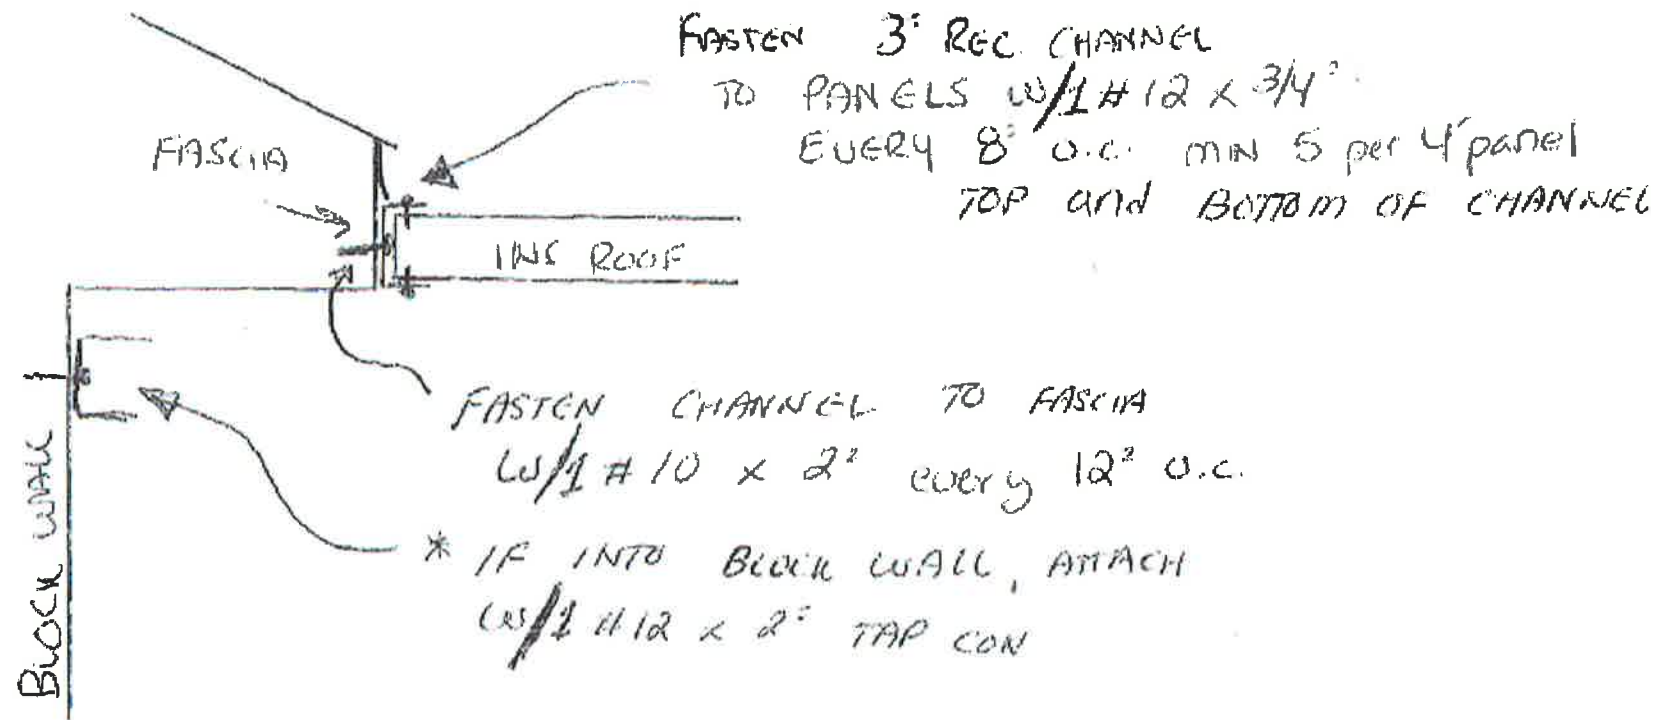 FASTEN 3" REC. CHANNEL
TO PANELS W/1 # 12 x 3/4"
EVERY 8" O.C. MIN 5 per 4' panel
TOP and BOTTOM OF CHANNEL
FASCIA
INS ROOF
FASTEN CHANNEL TO FASCIA
W/1 # 10 x 2" every 12" O.C.
* IF INTO BLOCK WALL, ATTACH
W/1 # 12 x 2" TAP CON
BLOCK WALL